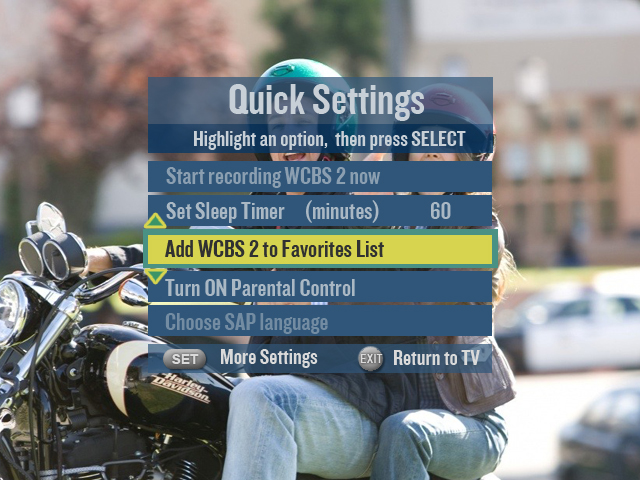 Quick Settings
Highlight an option, then press SELECT
Start recording WCBS 2 now
Set Sleep Timer (minutes) 60
Add WCBS 2 to Favorites List
Turn ON Parental Control
Choose SAP language
SET More Settings EXIT Return to TV
Harley-Davidson